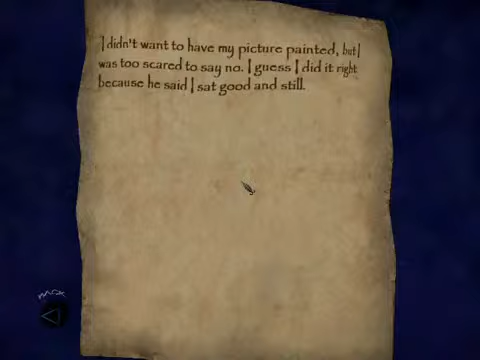 I didn't want to have my picture painted, but I
was too scared to say no. I guess I did it right
because he said I sat good and still.
BACK